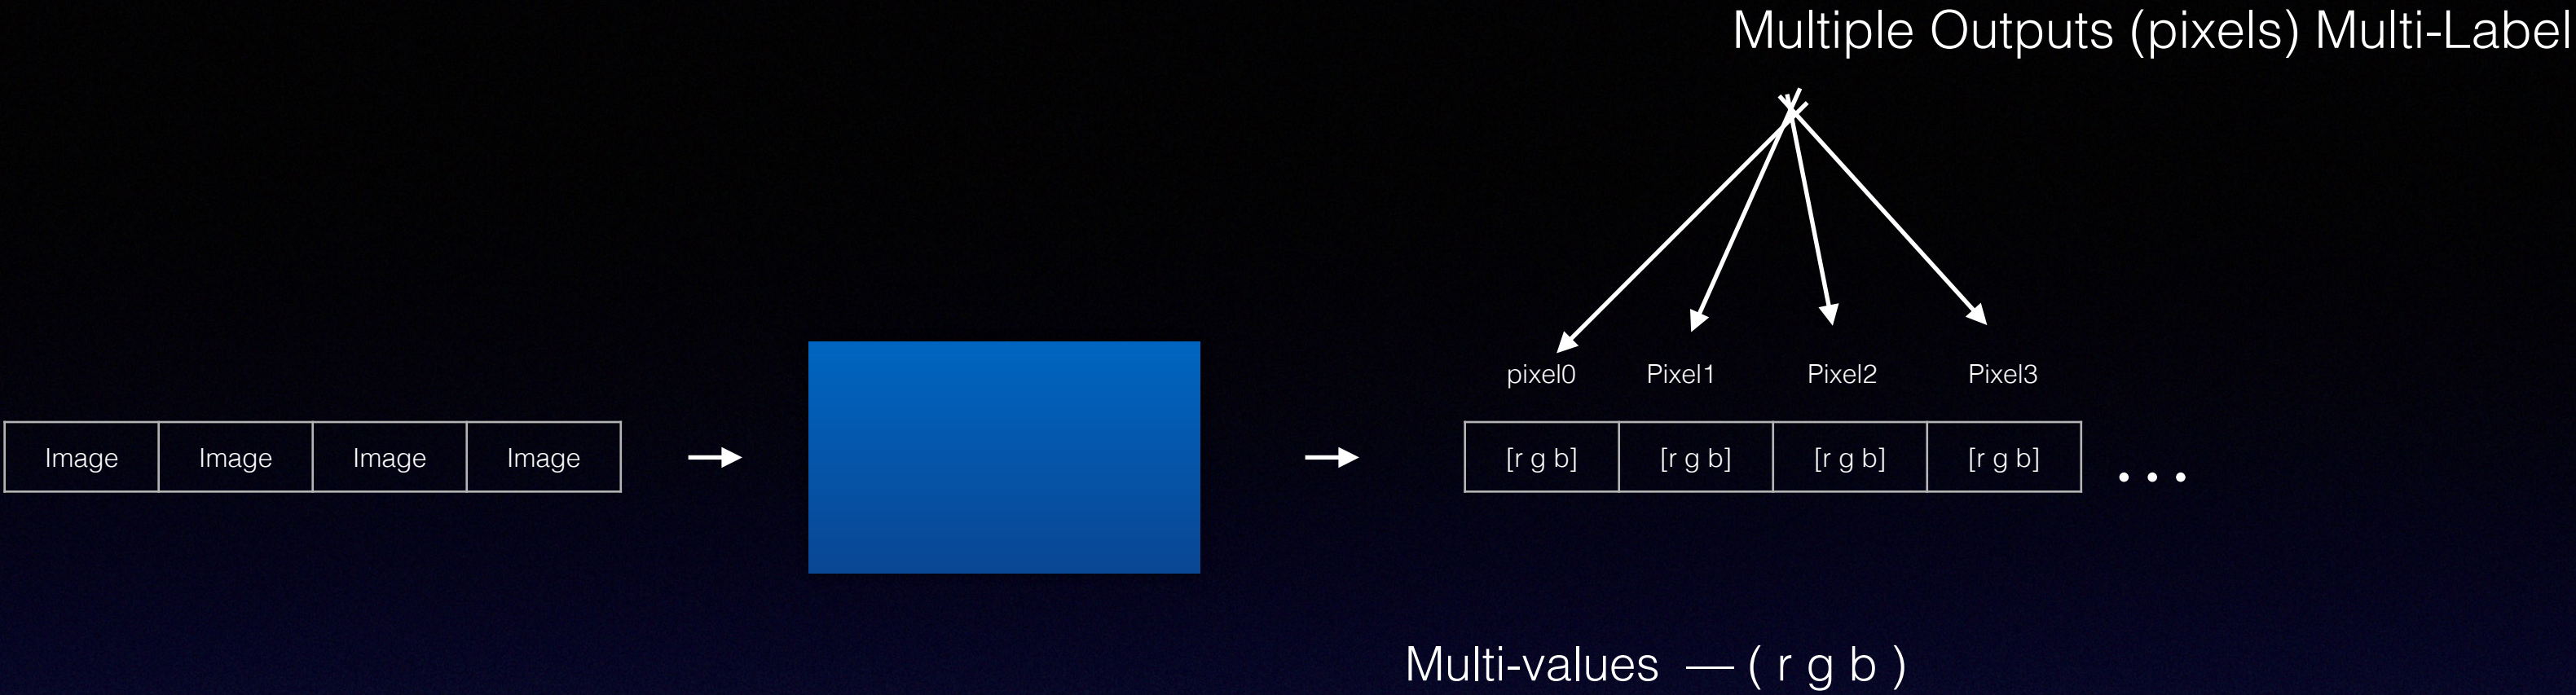 Multiple Outputs (pixels) Multi-Label
pixel0 Pixel1 Pixel2 Pixel3
Image Image Image Image [r g b] [r g b] [r g b] [r g b] ...
Multi-values — ( r g b )